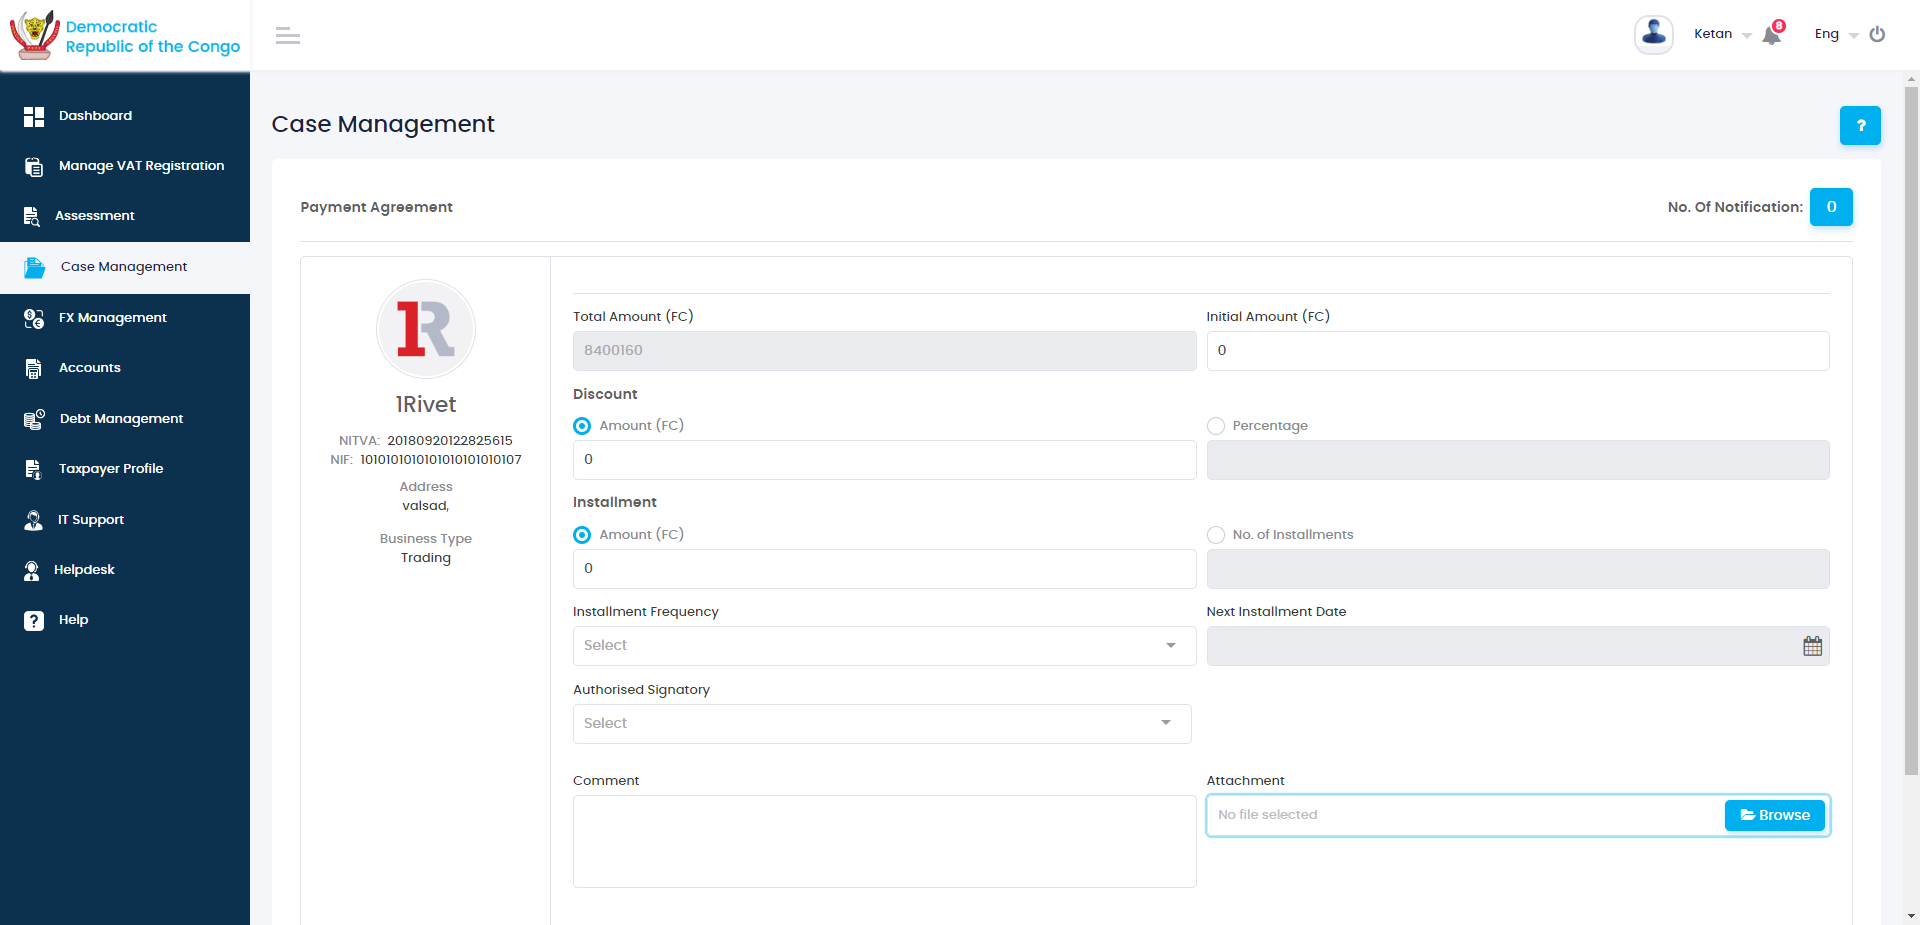 Democratic
Republic of the Congo
Ketan
8
Eng
Dashboard
Manage VAT Registration
Assessment
Case Management
FX Management
Accounts
Debt Management
Taxpayer Profile
IT Support
Helpdesk
Help
Case Management
?
Payment Agreement
No. Of Notification: 0
1R
1Rivet
NITVA: 20180920122825615
NIF: 1010101010101010101010107
Address
valsad,
Business Type
Trading
Total Amount (FC)
8400160
Initial Amount (FC)
0
Discount
Amount (FC)
0
Percentage
Installment
Amount (FC)
0
No. of Installments
Installment Frequency
Select
Next Installment Date
Authorised Signatory
Select
Comment
Attachment
No file selected
Browse